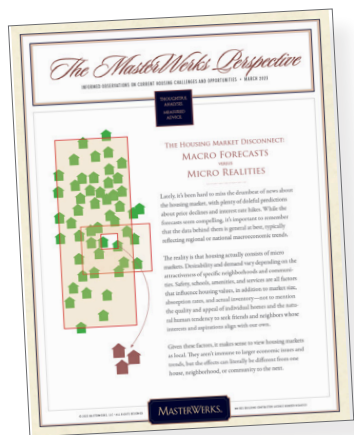 The MasterWerks Perspective
INFORMED OBSERVATIONS ON CURRENT HOUSING CHALLENGES AND OPPORTUNITIES • MARCH 2023
THOUGHTFUL
ANALYSIS
MEASURED
ADVICE
THE HOUSING MARKET DISCONNECT:
MACRO FORECASTS
VERSUS
MICRO REALITIES
Lately, it's been hard to miss the drumbeat of news about
the housing market, with plenty of doleful predictions
about price declines and interest rate hikes. While the
forecasts seem compelling, it's important to remember
that the data behind them is general at best, typically
reflecting regional or national macroeconomic trends.
The reality is that housing actually consists of micro
markets. Desirability and demand vary depending on the
attractiveness of specific neighborhoods and communi-
ties. Safety, schools, amenities, and services are all factors
that influence housing values, in addition to market size,
absorption rates, and actual inventory—not to mention
the quality and appeal of individual homes and the natu-
ral human tendency to seek friends and neighbors whose
interests and aspirations align with our own.
Given these factors, it makes sense to view housing markets
as local. They aren't immune to larger economic issues and
trends, but the effects can literally be different from one
house, neighborhood, or community to the next.
MASTERWERKS.